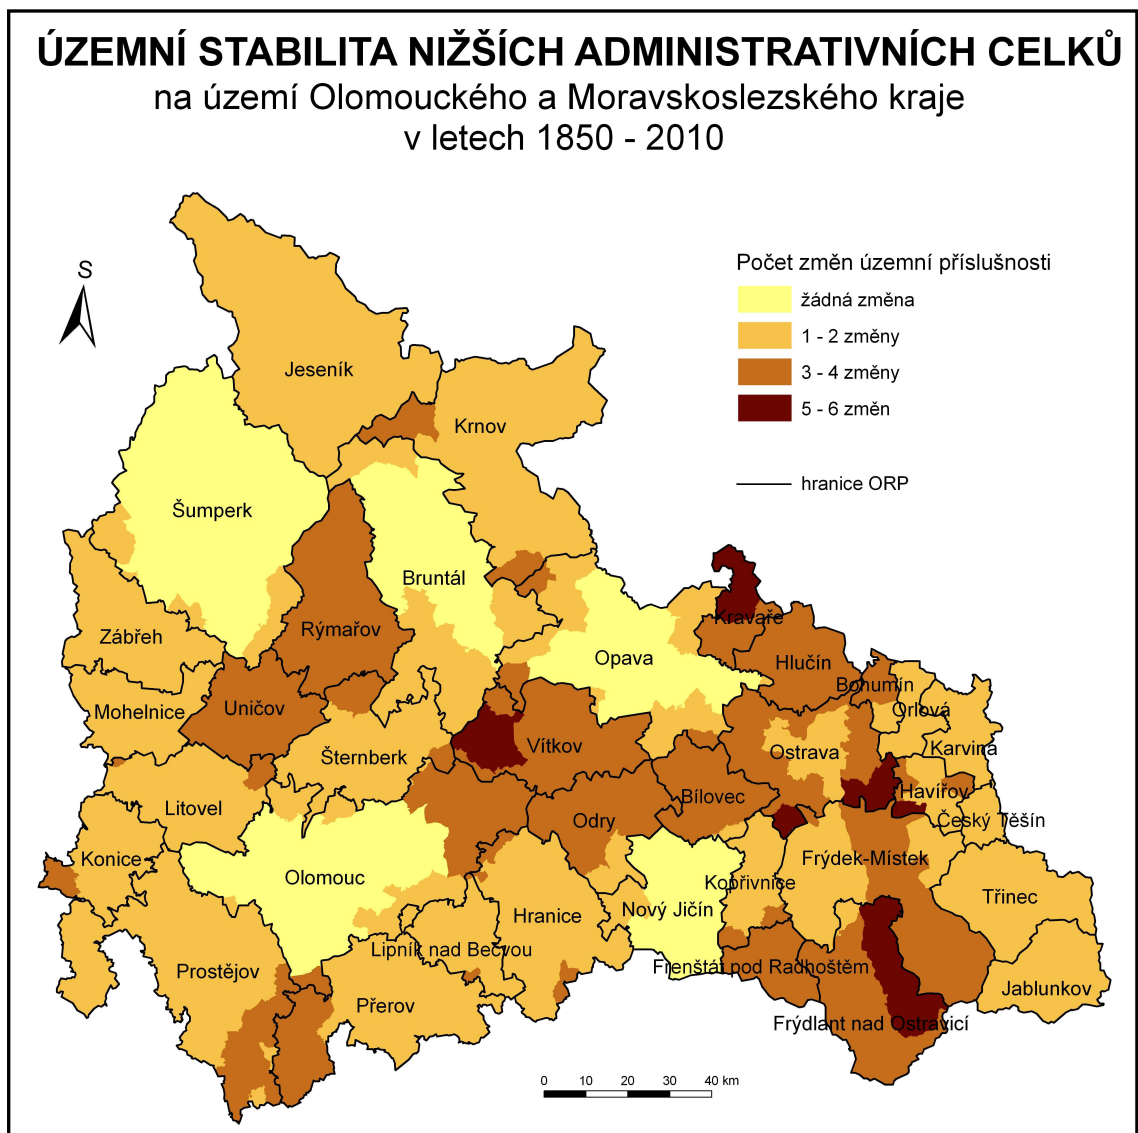 ÚZEMNÍ STABILITA NIŽŠÍCH ADMINISTRATIVNÍCH CELKŮ
na území Olomouckého a Moravskoslezského kraje
v letech 1850 - 2010
Počet změn územní příslušnosti
S
žádná změna
1 - 2 změny
3 - 4 změny
5 - 6 změn
hranice ORP
Jeseník
Krnov
Šumperk
Bruntál
Kravaře
Zábřeh
Rýmařov
Opava
Hlučín
Bohumín
Mohelnice
Uničov
Orlová
Šternberk
Vítkov
Ostrava
Karviná
Litovel
Bílovec
Havířov
Odry
Český Těšín
Konice
Olomouc
Frýdek-Místek
Kopřivnice
Třinec
Hranice
Nový Jičín
Lipník nad Bečvou
Prostějov
Frenštát pod Radhoštěm
Přerov
Jablunkov
Frýdlant nad Ostravicí
0 10 20 30 40 km